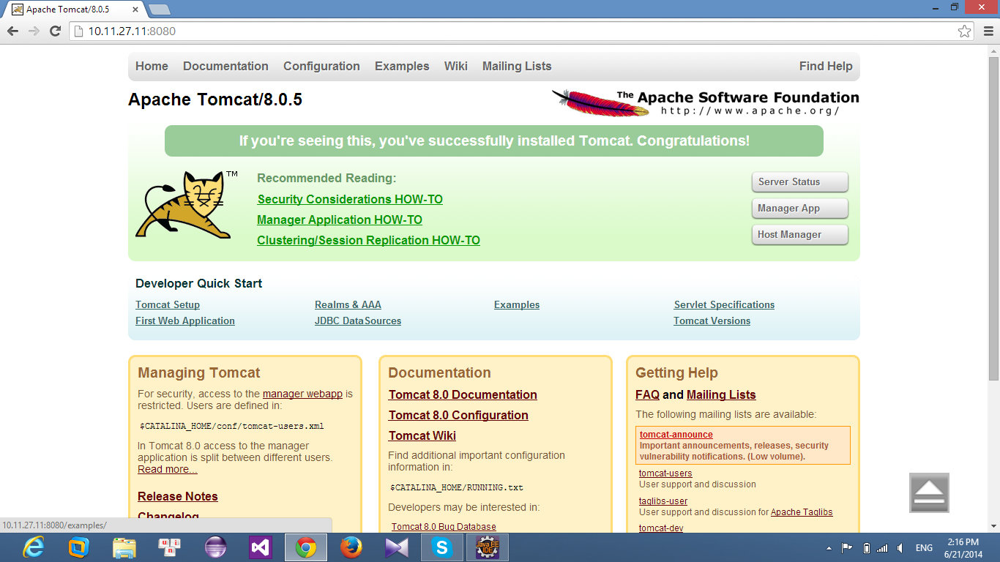 Apache Tomcat/8.0.5
10.11.27.11:8080
Home Documentation Configuration Examples Wiki Mailing Lists Find Help
Apache Tomcat/8.0.5
The Apache Software Foundation
http://www.apache.org/
If you're seeing this, you've successfully installed Tomcat. Congratulations!
TM
Recommended Reading:
Security Considerations HOW-TO
Manager Application HOW-TO
Clustering/Session Replication HOW-TO
Server Status
Manager App
Host Manager
Developer Quick Start
Tomcat Setup
First Web Application
Realms & AAA
JDBC DataSources
Examples
Servlet Specifications
Tomcat Versions
Managing Tomcat
For security, access to the manager webapp is
restricted. Users are defined in:
$CATALINA_HOME/conf/tomcat-users.xml
In Tomcat 8.0 access to the manager
application is split between different users.
Read more...
Release Notes
Changelog
Documentation
Tomcat 8.0 Documentation
Tomcat 8.0 Configuration
Tomcat Wiki
Find additional important configuration
information in:
$CATALINA_HOME/RUNNING.txt
Developers may be interested in:
Tomcat 8.0 Bug Database
Getting Help
FAQ and Mailing Lists
The following mailing lists are available:
tomcat-announce
Important announcements, releases, security
vulnerability notifications. (Low volume).
tomcat-users
User support and discussion
taglibs-user
User support and discussion for Apache Taglibs
tomcat-dev
10.11.27.11:8080/examples/
Java EE
IDE
ENG
2:16 PM
6/21/2014